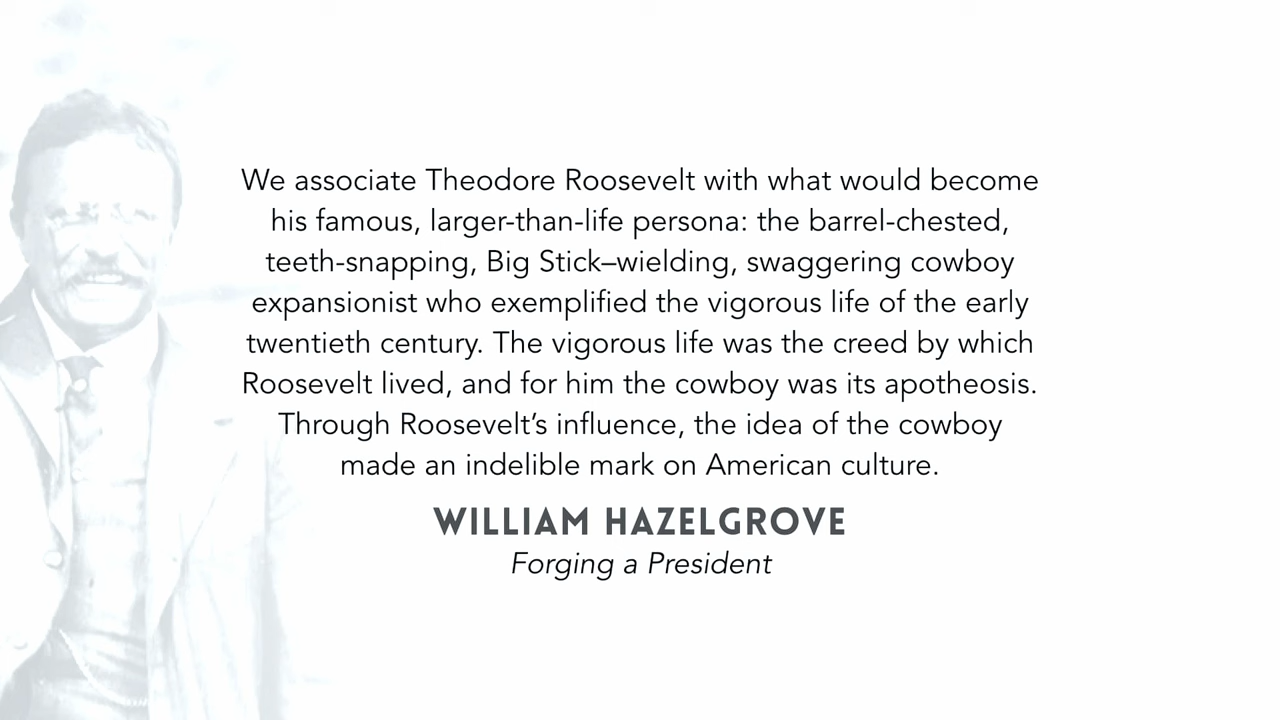 We associate Theodore Roosevelt with what would become
his famous, larger-than-life persona: the barrel-chested,
teeth-snapping, Big Stick–wielding, swaggering cowboy
expansionist who exemplified the vigorous life of the early
twentieth century. The vigorous life was the creed by which
Roosevelt lived, and for him the cowboy was its apotheosis.
Through Roosevelt’s influence, the idea of the cowboy
made an indelible mark on American culture.
WILLIAM HAZELGROVE
Forging a President